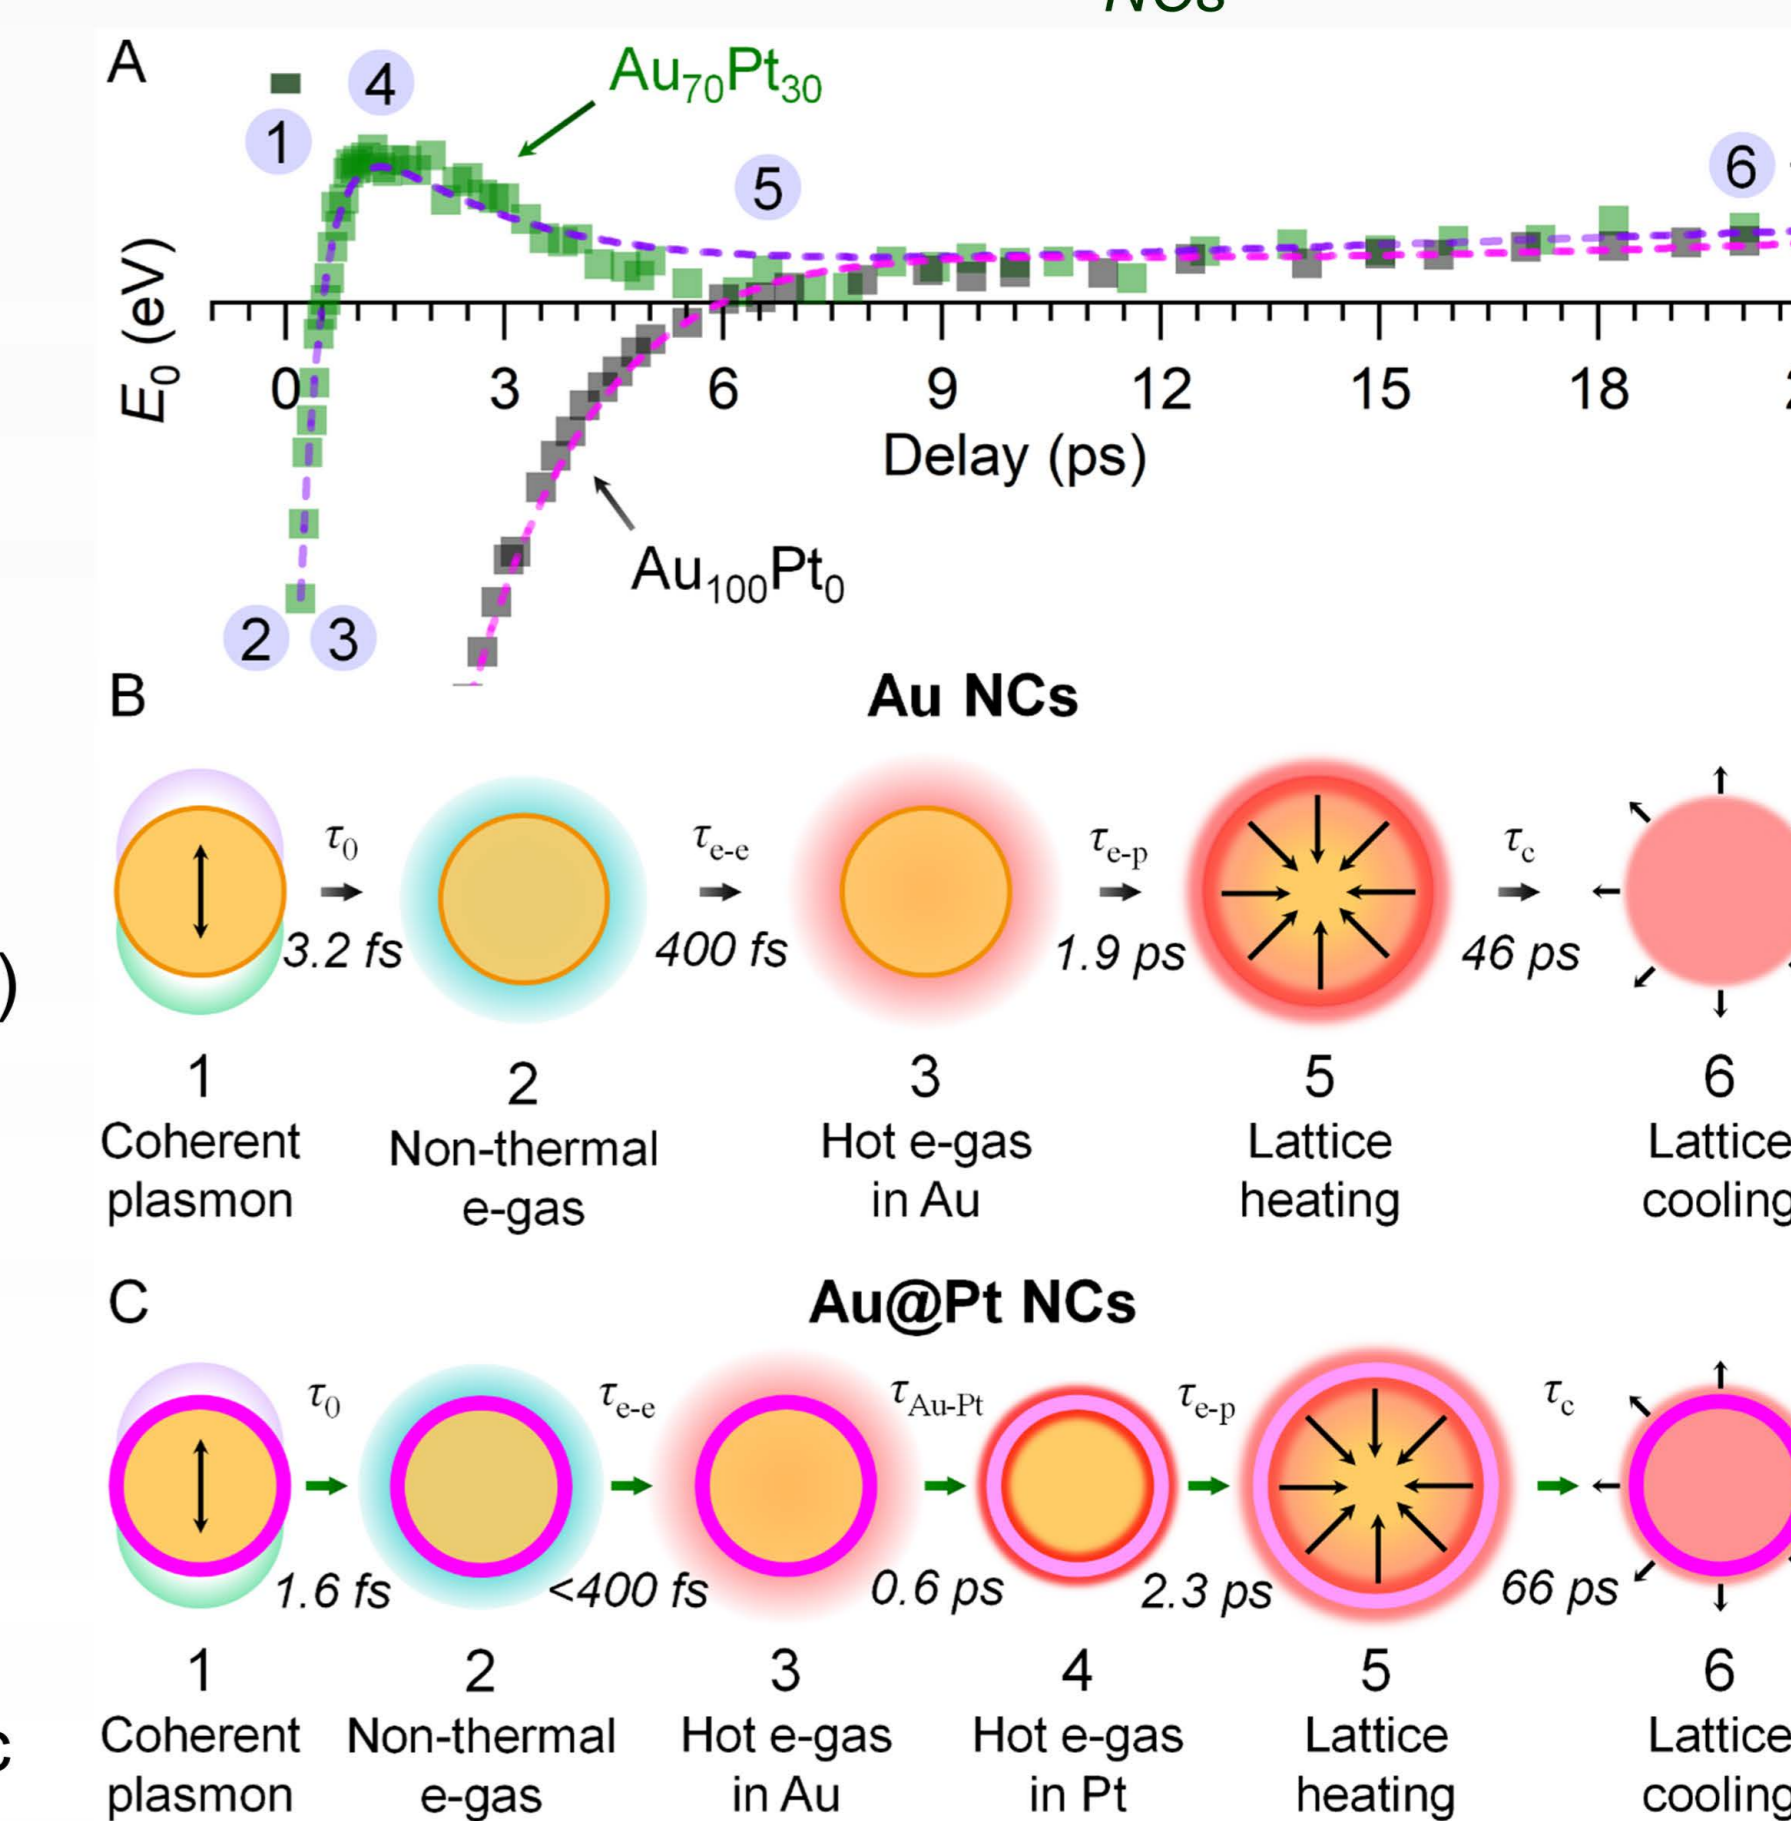 NCs
A
4
Au70Pt30
1
5
6
E0 (eV)
0 3 6 9 12 15 18
Delay (ps)
Au100Pt0
2 3
B
Au NCs
τ0 τe-e τe-p τc
3.2 fs 400 fs 1.9 ps 46 ps
)
1 2 3 5 6
Coherent Non-thermal Hot e-gas Lattice Lattice
plasmon e-gas in Au heating cooling
C
Au@Pt NCs
τ0 τe-e τAu-Pt τe-p τc
1.6 fs <400 fs 0.6 ps 2.3 ps 66 ps
1 2 3 4 5 6
c
Coherent Non-thermal Hot e-gas Hot e-gas Lattice Lattice
plasmon e-gas in Au in Pt heating cooling